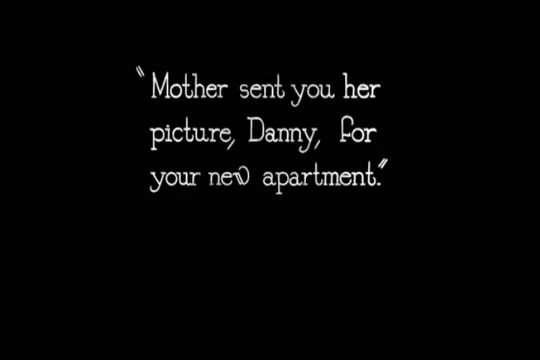 "Mother sent you her
picture, Danny, for
your new apartment."